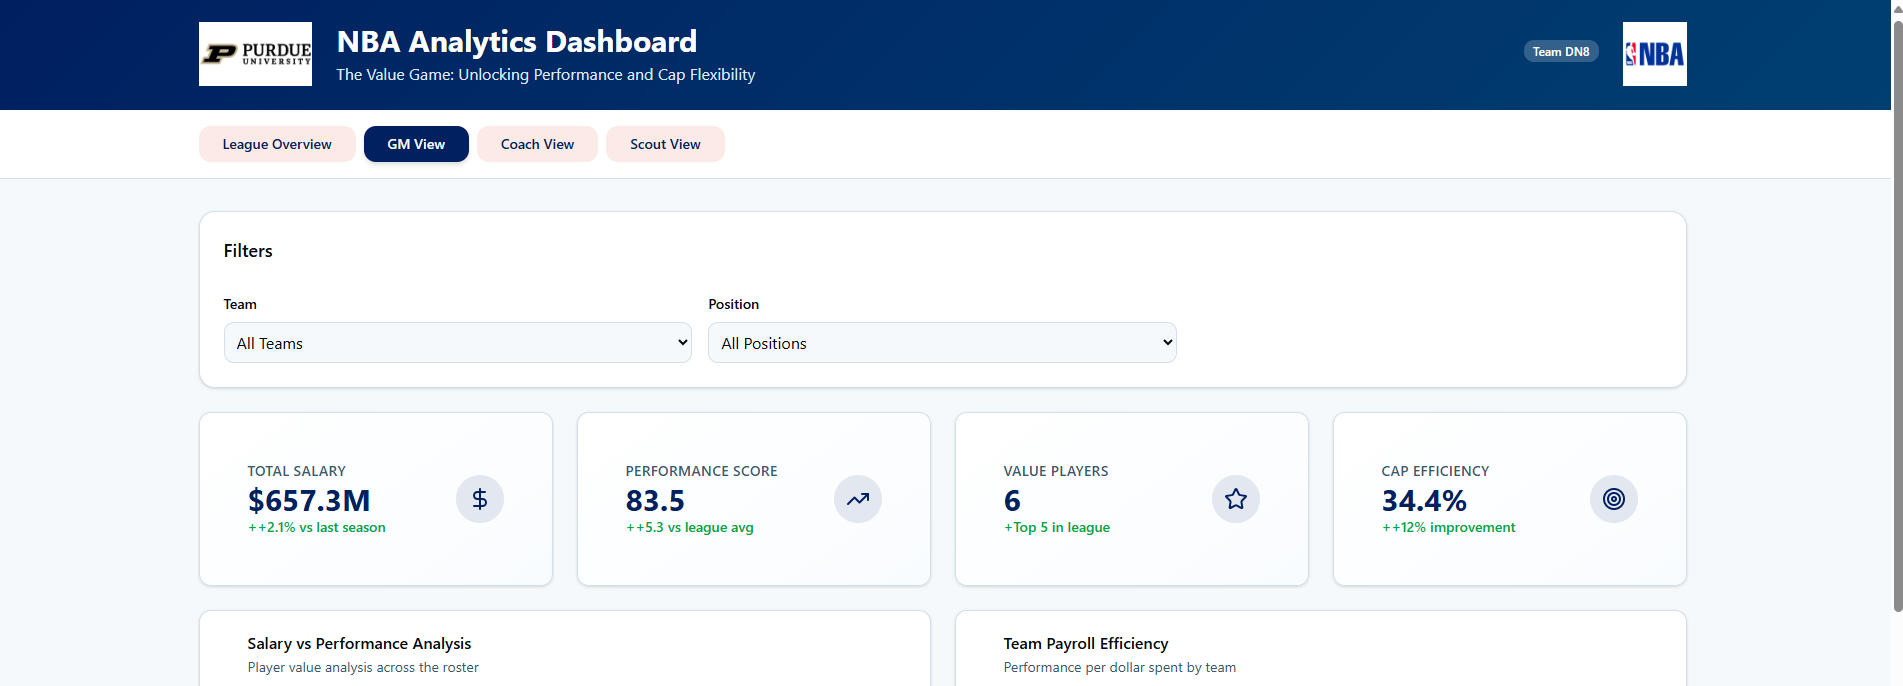 PURDUE
UNIVERSITY
NBA Analytics Dashboard
The Value Game: Unlocking Performance and Cap Flexibility
Team DN8
NBA
League Overview
GM View
Coach View
Scout View
Filters
Team
Position
All Teams
All Positions
TOTAL SALARY
$657.3M
++2.1% vs last season
PERFORMANCE SCORE
83.5
++5.3 vs league avg
VALUE PLAYERS
6
+Top 5 in league
CAP EFFICIENCY
34.4%
++12% improvement
Salary vs Performance Analysis
Player value analysis across the roster
Team Payroll Efficiency
Performance per dollar spent by team